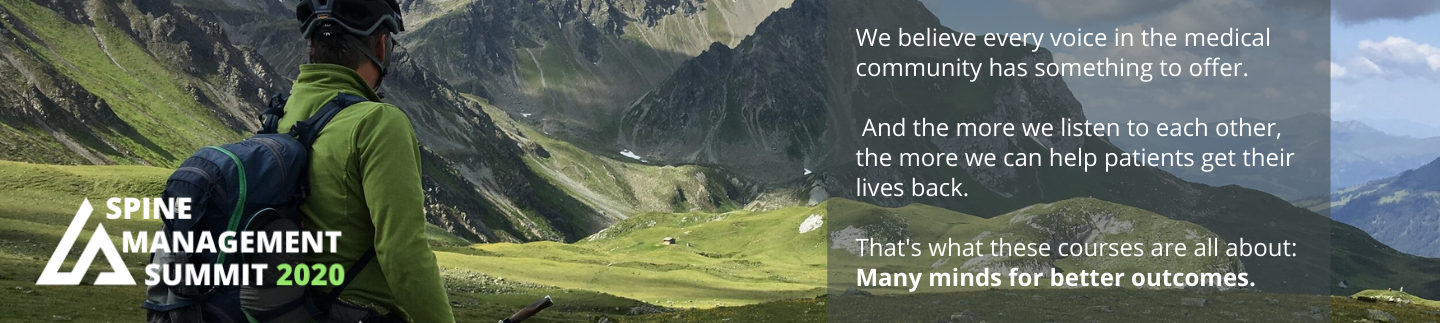 SPINE
MANAGEMENT
SUMMIT 2020
We believe every voice in the medical
community has something to offer.
And the more we listen to each other,
the more we can help patients get their
lives back.
That's what these courses are all about:
Many minds for better outcomes.